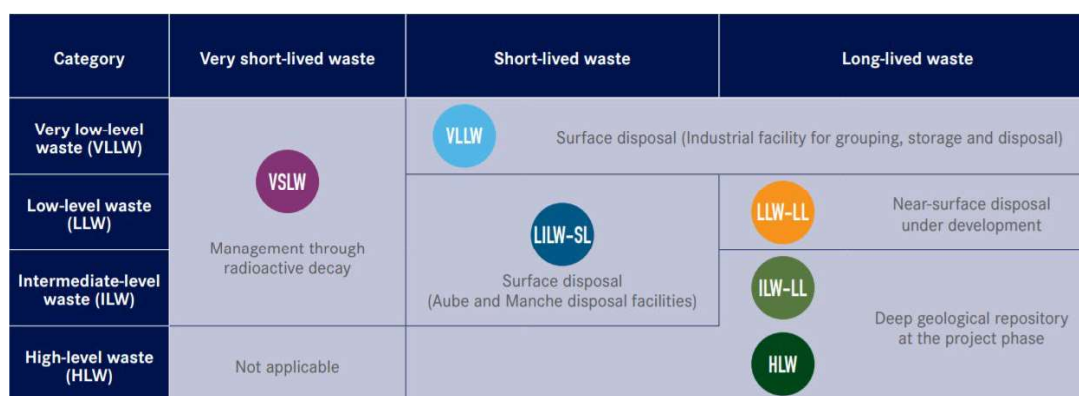 Category
Very short-lived waste
Short-lived waste
Long-lived waste
Very low-level
waste (VLLW)
VLLW
Surface disposal (Industrial facility for grouping, storage and disposal)
VSLW
Management through
radioactive decay
Low-level waste
(LLW)
LILW-SL
Surface disposal
(Aube and Manche disposal facilities)
LLW-LL
Near-surface disposal
under development
Intermediate-level
waste (ILW)
ILW-LL
Deep geological repository
at the project phase
High-level waste
(HLW)
Not applicable
HLW